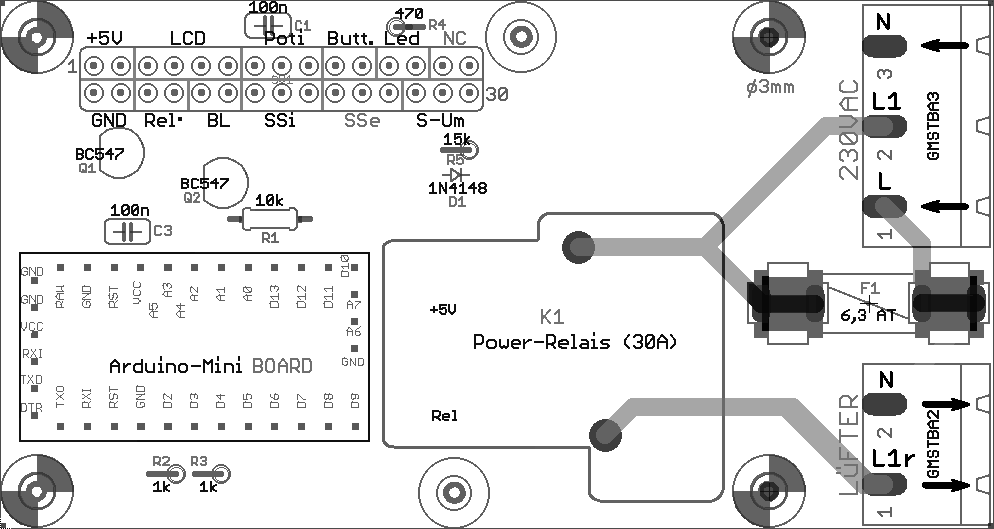 100n
C1
470
R4
+5V LCD Poti Butt. Led NC
1
30
GND Rel. BL SSi SSe S-Um
BC547
Q1
BC547
Q2
15k
R5
1N4148
D1
100n
C3
10k
R1
ø3mm
230VAC
N
3
L1
2
L
1
GMSTBA3
GND
GND
VCC
RXI
TXD
DTR
RAW
GND
RST
VCC
A5
A3
A4
A2
A1
A0
D13
D12
D11
D10
A7
A6
GND
Arduino-Mini BOARD
TXO
RXI
RST
GND
D2
D3
D4
D5
D6
D7
D8
D9
+5V
K1
Power-Relais (30A)
Rel
F1
6,3 AT
LÜFTER
N
2
L1r
1
GMSTBA2
R2
1k
R3
1k